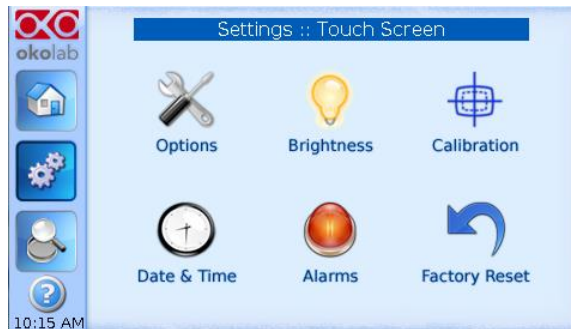 Settings :: Touch Screen
okolab
Options
Brightness
Calibration
Date & Time
Alarms
Factory Reset
?
10:15 AM